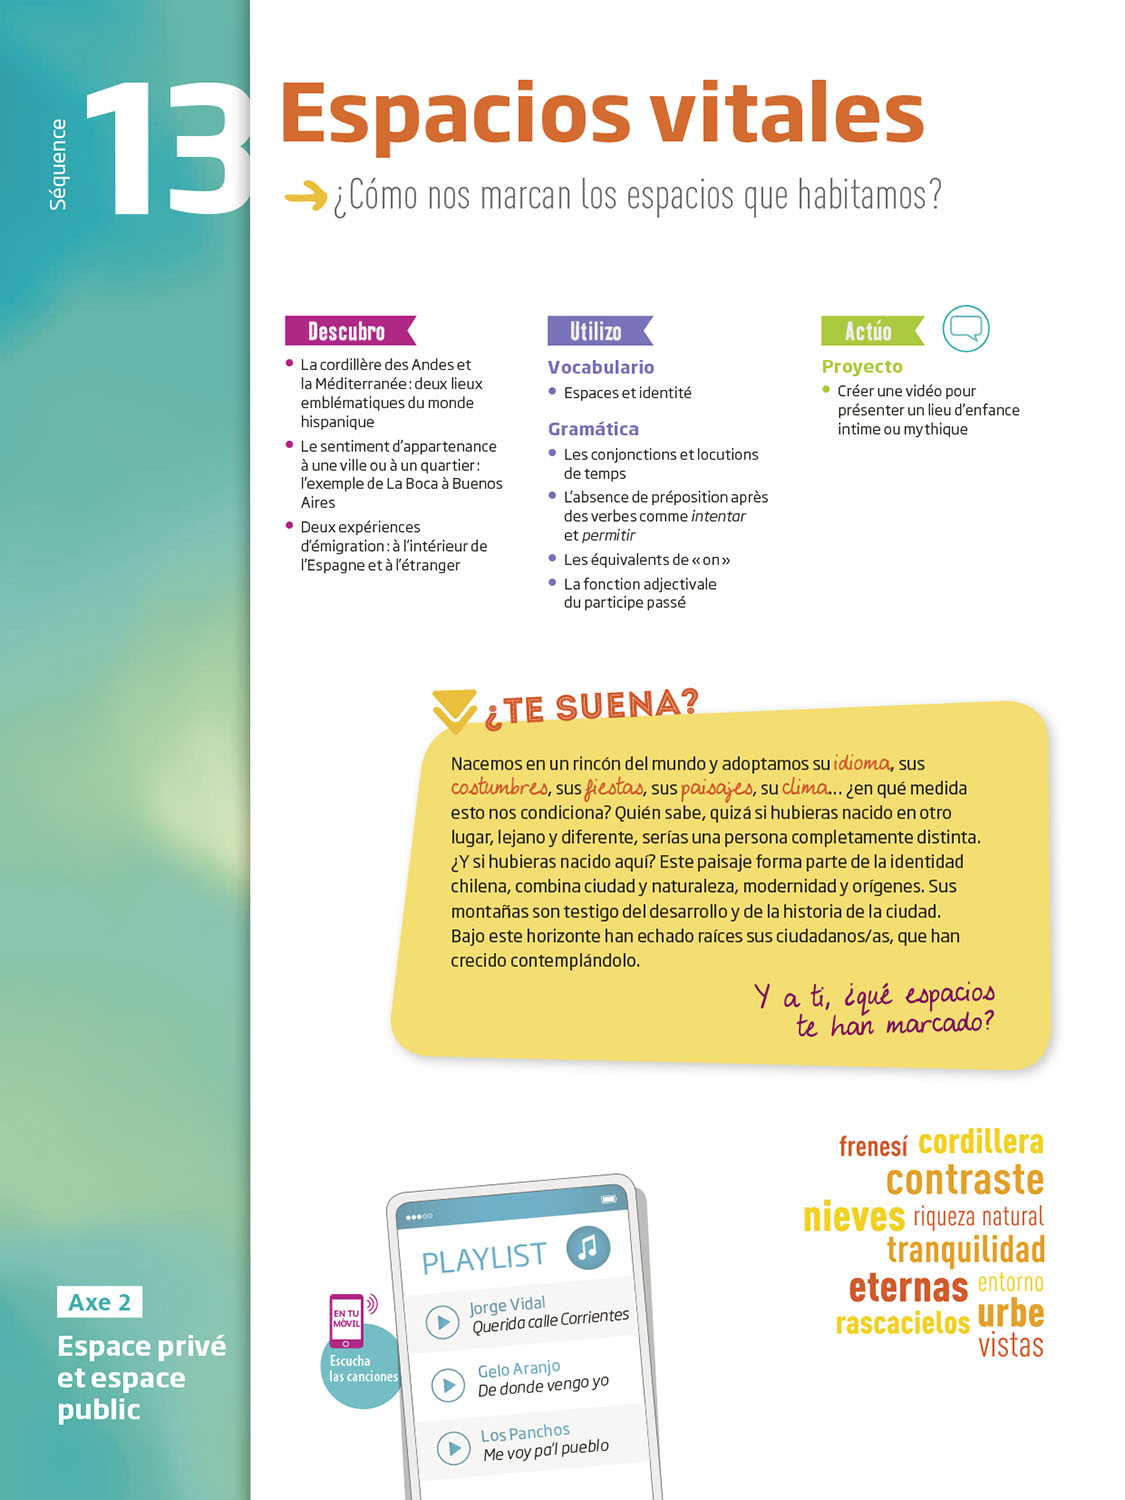 Séquence
13
Espacios vitales
¿Cómo nos marcan los espacios que habitamos?
Descubro
• La cordillère des Andes et
la Méditerranée : deux lieux
emblématiques du monde
hispanique
• Le sentiment d'appartenance
à une ville ou à un quartier :
l'exemple de La Boca à Buenos
Aires
• Deux expériences
d'émigration : à l'intérieur de
l'Espagne et à l'étranger
Utilizo
Vocabulario
• Espaces et identité
Gramática
• Les conjonctions et locutions
de temps
• L'absence de préposition après
des verbes comme intentar
et permitir
• Les équivalents de « on »
• La fonction adjectivale
du participe passé
Actúo
Proyecto
• Créer une vidéo pour
présenter un lieu d'enfance
intime ou mythique
¿TE SUENA?
Nacemos en un rincón del mundo y adoptamos su idioma, sus
costumbres, sus fiestas, sus paisajes, su clima... ¿en qué medida
esto nos condiciona? Quién sabe, quizá si hubieras nacido en otro
lugar, lejano y diferente, serías una persona completamente distinta.
¿Y si hubieras nacido aquí? Este paisaje forma parte de la identidad
chilena, combina ciudad y naturaleza, modernidad y orígenes. Sus
montañas son testigo del desarrollo y de la historia de la ciudad.
Bajo este horizonte han echado raíces sus ciudadanos/as, que han
crecido contemplándolo.
Y a ti, ¿qué espacios
te han marcado?
frenesí cordillera
contraste
nieves riqueza natural
tranquilidad
eternas entorno
rascacielos urbe
vistas
PLAYLIST
Jorge Vidal
Querida calle Corrientes
Gelo Aranjo
De donde vengo yo
Los Panchos
Me voy pa'l pueblo
EN TU
MÒVIL
Escucha
las canciones
Axe 2
Espace privé
et espace
public